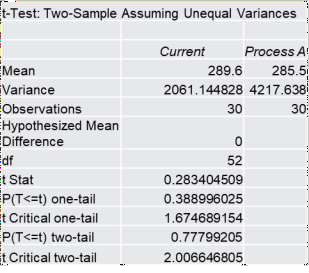 t-Test: Two-Sample Assuming Unequal Variances
Current Process A
Mean 289.6 285.5
Variance 2061.144828 4217.638
Observations 30 30
Hypothesized Mean
Difference 0
df 52
t Stat 0.283404509
P(T<=t) one-tail 0.388996025
t Critical one-tail 1.674689154
P(T<=t) two-tail 0.77799205
t Critical two-tail 2.006646805